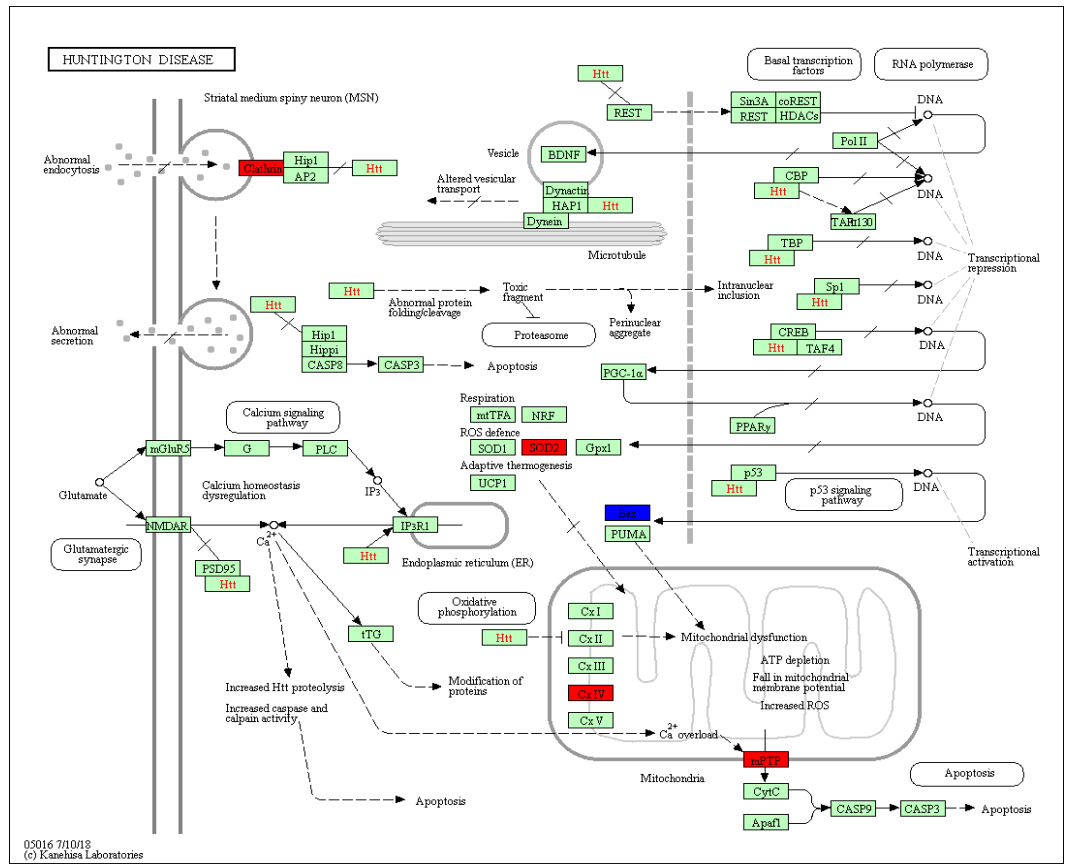 HUNTINGTON DISEASE
Striatal medium spiny neuron (MSN)
Abnormal
endocytosis
Clathrin
Hip1
AP2
Htt
Htt
REST
Vesicle
BDNF
Altered vesicular
transport
Dynactin
HAP1
Htt
Dynein
Microtubule
Basal transcription
factors
RNA polymerase
Sin3A
coREST
REST
HDACs
DNA
Pol II
CBP
Htt
DNA
TBP
Htt
DNA
Sp1
Htt
DNA
Transcriptional
repression
CREB
Htt
TAF4
DNA
PGC-1α
PPARγ
DNA
Abnormal
secretion
Htt
Hip1
Hippi
CASP8
CASP3
Apoptosis
Htt
Abnormal protein
folding/cleavage
Toxic
fragment
Proteasome
Perinuclear
aggregate
Intranuclear
inclusion
Respiration
mtTFA
NRF
ROS defence
SOD1
SOD2
Gpx1
Adaptive thermogenesis
UCP1
p53
Htt
DNA
p53 signaling
pathway
Bax
PUMA
Transcriptional
activation
Calcium signaling
pathway
mGluR5
G
PLC
IP3
Glutamate
Calcium homeostasis
dysregulation
NMDAR
Ca2+
IP3R1
Htt
Endoplasmic reticulum (ER)
Glutamatergic
synapse
PSD95
Htt
tTG
Increased Htt proteolysis
Increased caspase and
calpain activity
Modification of
proteins
Apoptosis
Oxidative
phosphorylation
Htt
Cx I
Cx II
Cx III
Cx IV
Cx V
Mitochondrial dysfunction
ATP depletion
Fall in mitochondrial
membrane potential
Increased ROS
Ca2+ overload
mPTP
Mitochondria
CytC
Apaf1
CASP9
CASP3
Apoptosis
Apoptosis
05016 7/10/18
(c) Kanehisa Laboratories